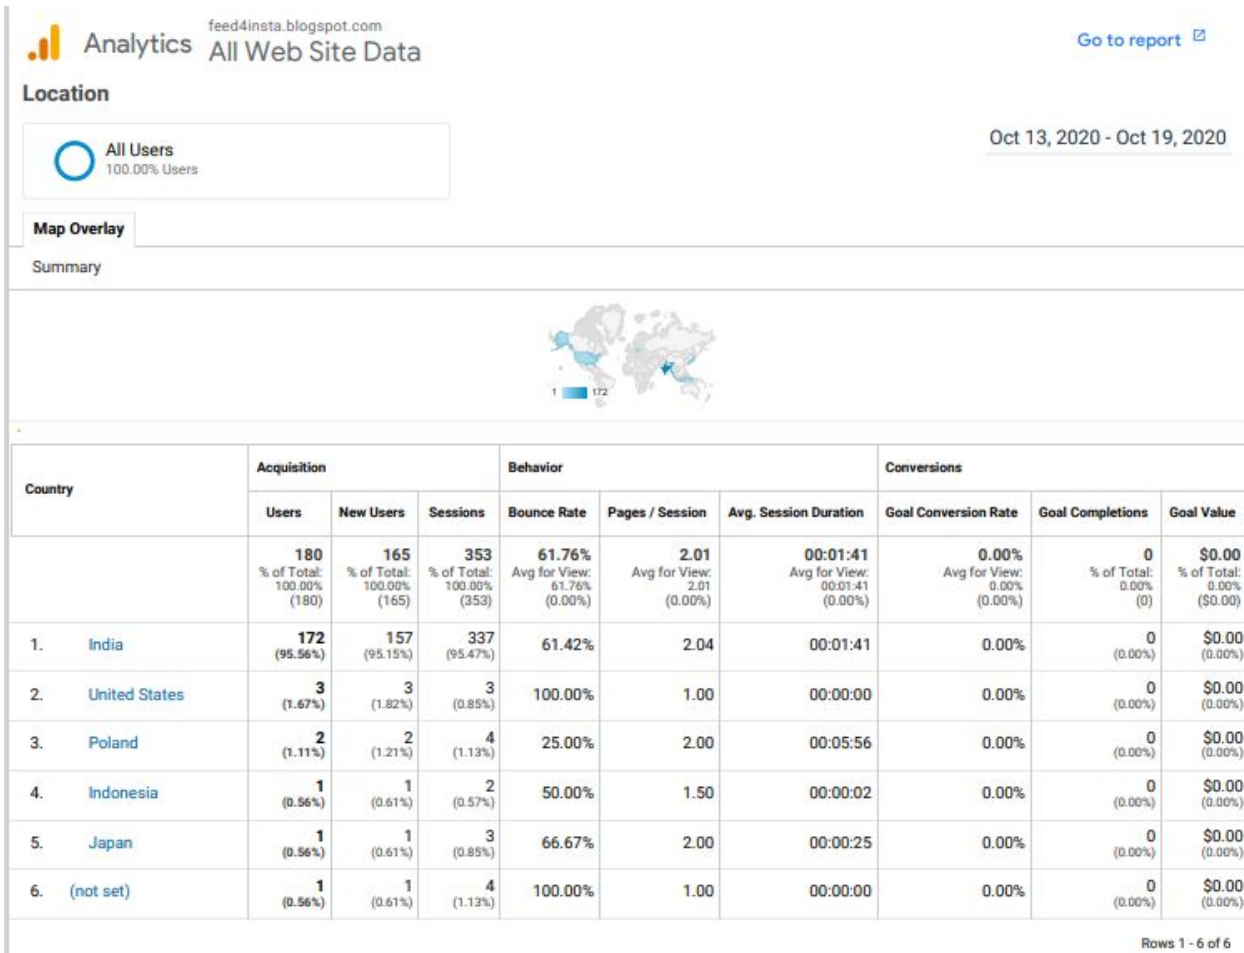 Analytics
feed4insta.blogspot.com
All Web Site Data
Go to report
Location
Oct 13, 2020 - Oct 19, 2020
All Users
100.00% Users
Map Overlay
Summary
1 172
Country Acquisition Behavior Conversions
Users New Users Sessions Bounce Rate Pages / Session Avg. Session Duration Goal Conversion Rate Goal Completions Goal Value
180 165 353 61.76% 2.01 00:01:41 0.00% 0 $0.00
% of Total: % of Total: % of Total: Avg for View: Avg for View: Avg for View: Avg for View: % of Total: % of Total:
100.00% 100.00% 100.00% 61.76% 2.01 00:01:41 0.00% 0.00% 0.00%
(180) (165) (353) (0.00%) (0.00%) (0.00%) (0.00%) (0) ($0.00)
1. India 172 157 337 61.42% 2.04 00:01:41 0.00% 0 $0.00
(95.56%) (95.15%) (95.47%) (0.00%) (0.00%)
2. United States 3 3 3 100.00% 1.00 00:00:00 0.00% 0 $0.00
(1.67%) (1.82%) (0.85%) (0.00%) (0.00%)
3. Poland 2 2 4 25.00% 2.00 00:05:56 0.00% 0 $0.00
(1.11%) (1.21%) (1.13%) (0.00%) (0.00%)
4. Indonesia 1 1 2 50.00% 1.50 00:00:02 0.00% 0 $0.00
(0.56%) (0.61%) (0.57%) (0.00%) (0.00%)
5. Japan 1 1 3 66.67% 2.00 00:00:25 0.00% 0 $0.00
(0.56%) (0.61%) (0.85%) (0.00%) (0.00%)
6. (not set) 1 1 4 100.00% 1.00 00:00:00 0.00% 0 $0.00
(0.56%) (0.61%) (1.13%) (0.00%) (0.00%)
Rows 1 - 6 of 6